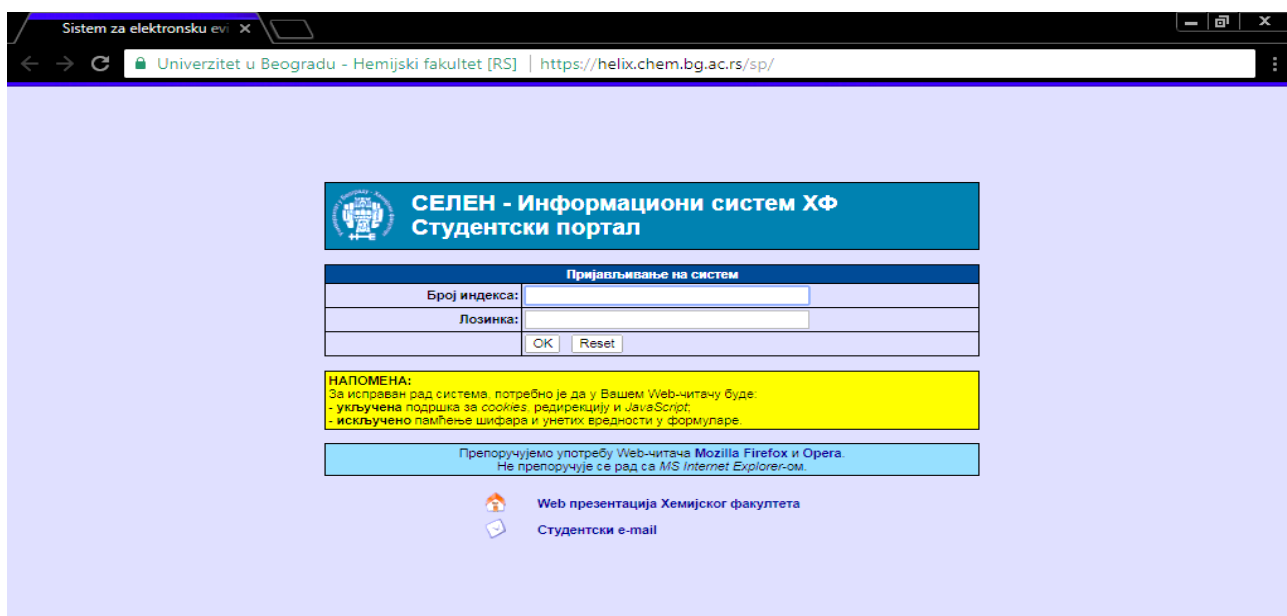 Sistem za elektronsku evi
Univerzitet u Beogradu - Hemijski fakultet [RS] | https://helix.chem.bg.ac.rs/sp/
СЕЛЕН - Информациони систем ХФ
Студентски портал
Пријављивање на систем
Број индекса:
Лозинка:
OK Reset
НАПОМЕНА:
За исправан рад система, потребно је да у Вашем Web-читачу буде:
- укључена подршка за cookies, редирекцију и JavaScript;
- искључено памћење шифара и унетих вредности у формуларе.
Препоручујемо употребу Web-читача Mozilla Firefox и Opera.
Не препоручује се рад са MS Internet Explorer-ом.
Web презентација Хемијског факултета
Студентски e-mail